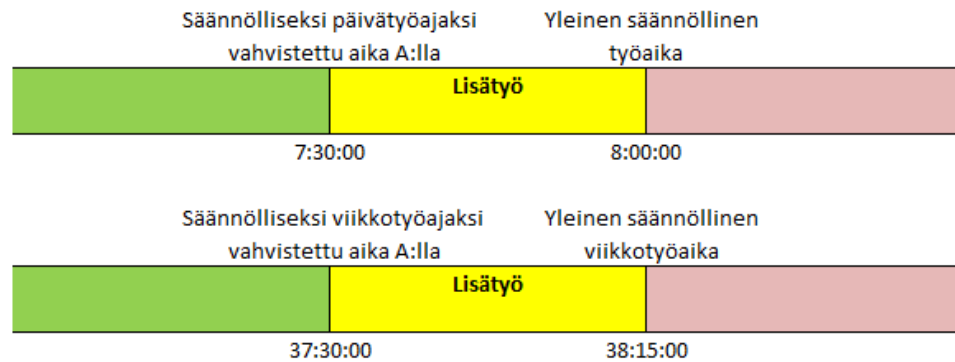 Säännölliseksi päivätyöajaksi
vahvistettu aika A:lla
Yleinen säännöllinen
työaika
Lisätyö
7:30:00
8:00:00
Säännölliseksi viikkotyöajaksi
vahvistettu aika A:lla
Yleinen säännöllinen
viikkotyöaika
Lisätyö
37:30:00
38:15:00